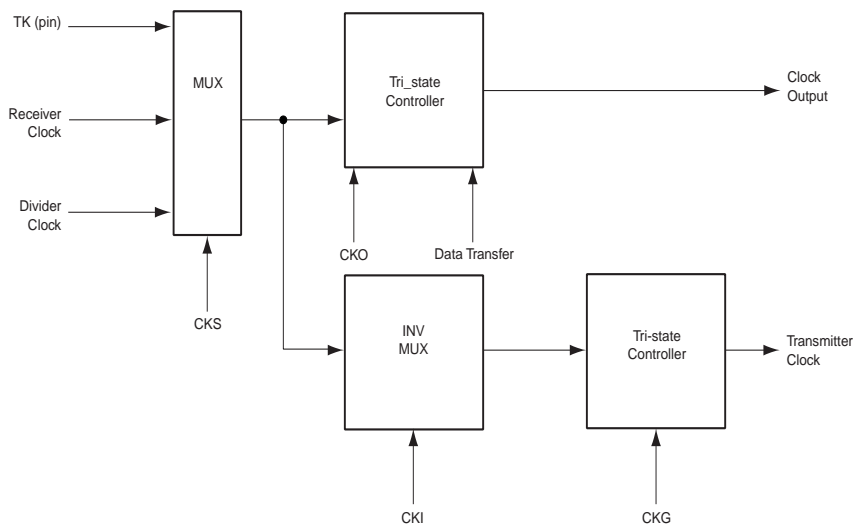 TK (pin)
MUX
Tri_state
Controller
Clock
Output
Receiver
Clock
Divider
Clock
CKO
Data Transfer
CKS
INV
MUX
Tri-state
Controller
Transmitter
Clock
CKI
CKG